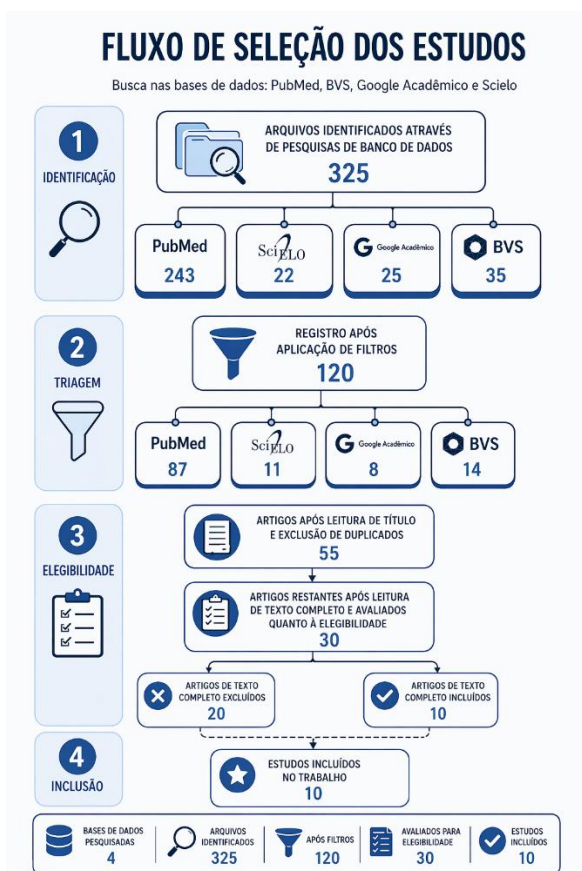 FLUXO DE SELEÇÃO DOS ESTUDOS
Busca nas bases de dados: PubMed, BVS, Google Acadêmico e Scielo
1
IDENTIFICAÇÃO
ARQUIVOS IDENTIFICADOS ATRAVÉS
DE PESQUISAS DE BANCO DE DADOS
325
PubMed
243
SciELO
22
G Google Acadêmico
25
BVS
35
2
TRIAGEM
REGISTRO APÓS
APLICAÇÃO DE FILTROS
120
PubMed
87
SciELO
11
G Google Acadêmico
8
BVS
14
3
ELEGIBILIDADE
ARTIGOS APÓS LEITURA DE TÍTULO
E EXCLUSÃO DE DUPLICADOS
55
ARTIGOS RESTANTES APÓS LEITURA
DE TEXTO COMPLETO E AVALIADOS
QUANTO À ELEGIBILIDADE
30
ARTIGOS DE TEXTO
COMPLETO EXCLUÍDOS
20
ARTIGOS DE TEXTO
COMPLETO INCLUÍDOS
10
4
INCLUSÃO
ESTUDOS INCLUÍDOS
NO TRABALHO
10
BASES DE DADOS
PESQUISADAS
4
ARQUIVOS
IDENTIFICADOS
325
APÓS FILTROS
120
AVALIADOS PARA
ELEGIBILIDADE
30
ESTUDOS
INCLUÍDOS
10